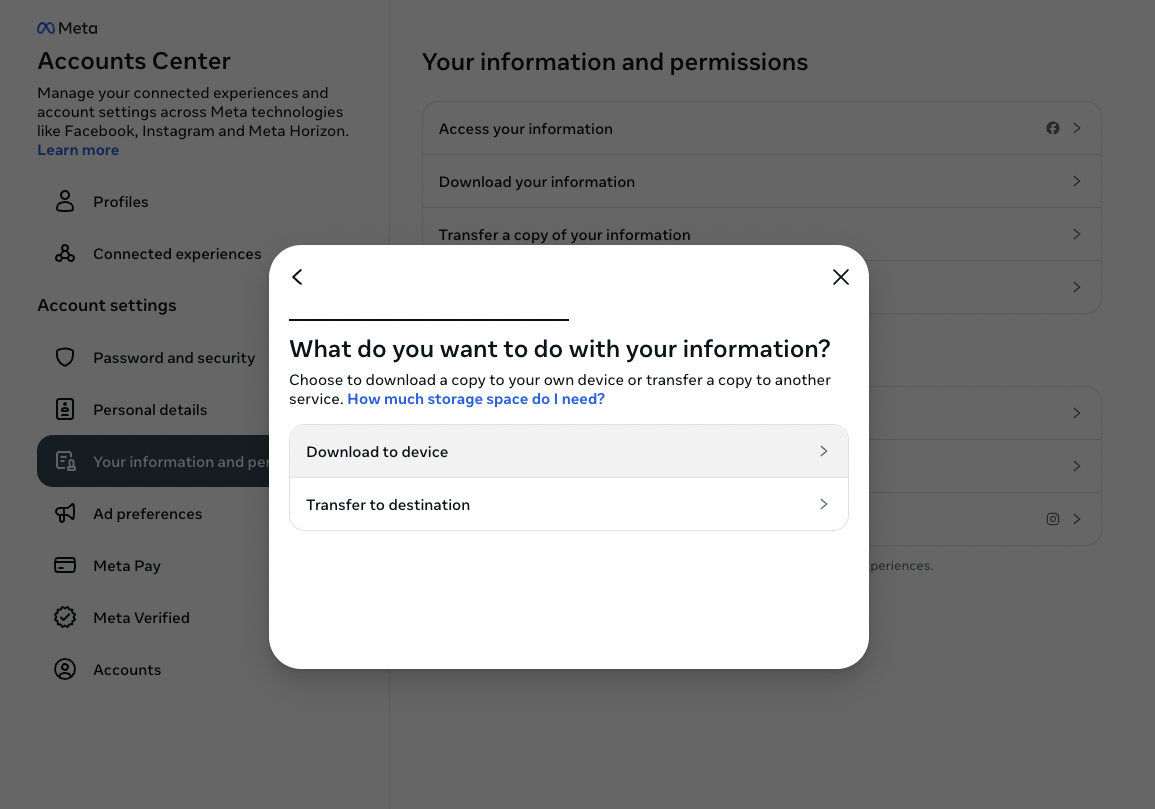 Meta
Accounts Center
Manage your connected experiences and
account settings across Meta technologies
like Facebook, Instagram and Meta Horizon.
Learn more
Profiles
Connected experiences
Account settings
Password and security
Personal details
Your information and per
Ad preferences
Meta Pay
Meta Verified
Accounts
Your information and permissions
Access your information
Download your information
Transfer a copy of your information
What do you want to do with your information?
Choose to download a copy to your own device or transfer a copy to another
service. How much storage space do I need?
Download to device
Transfer to destination
periences.